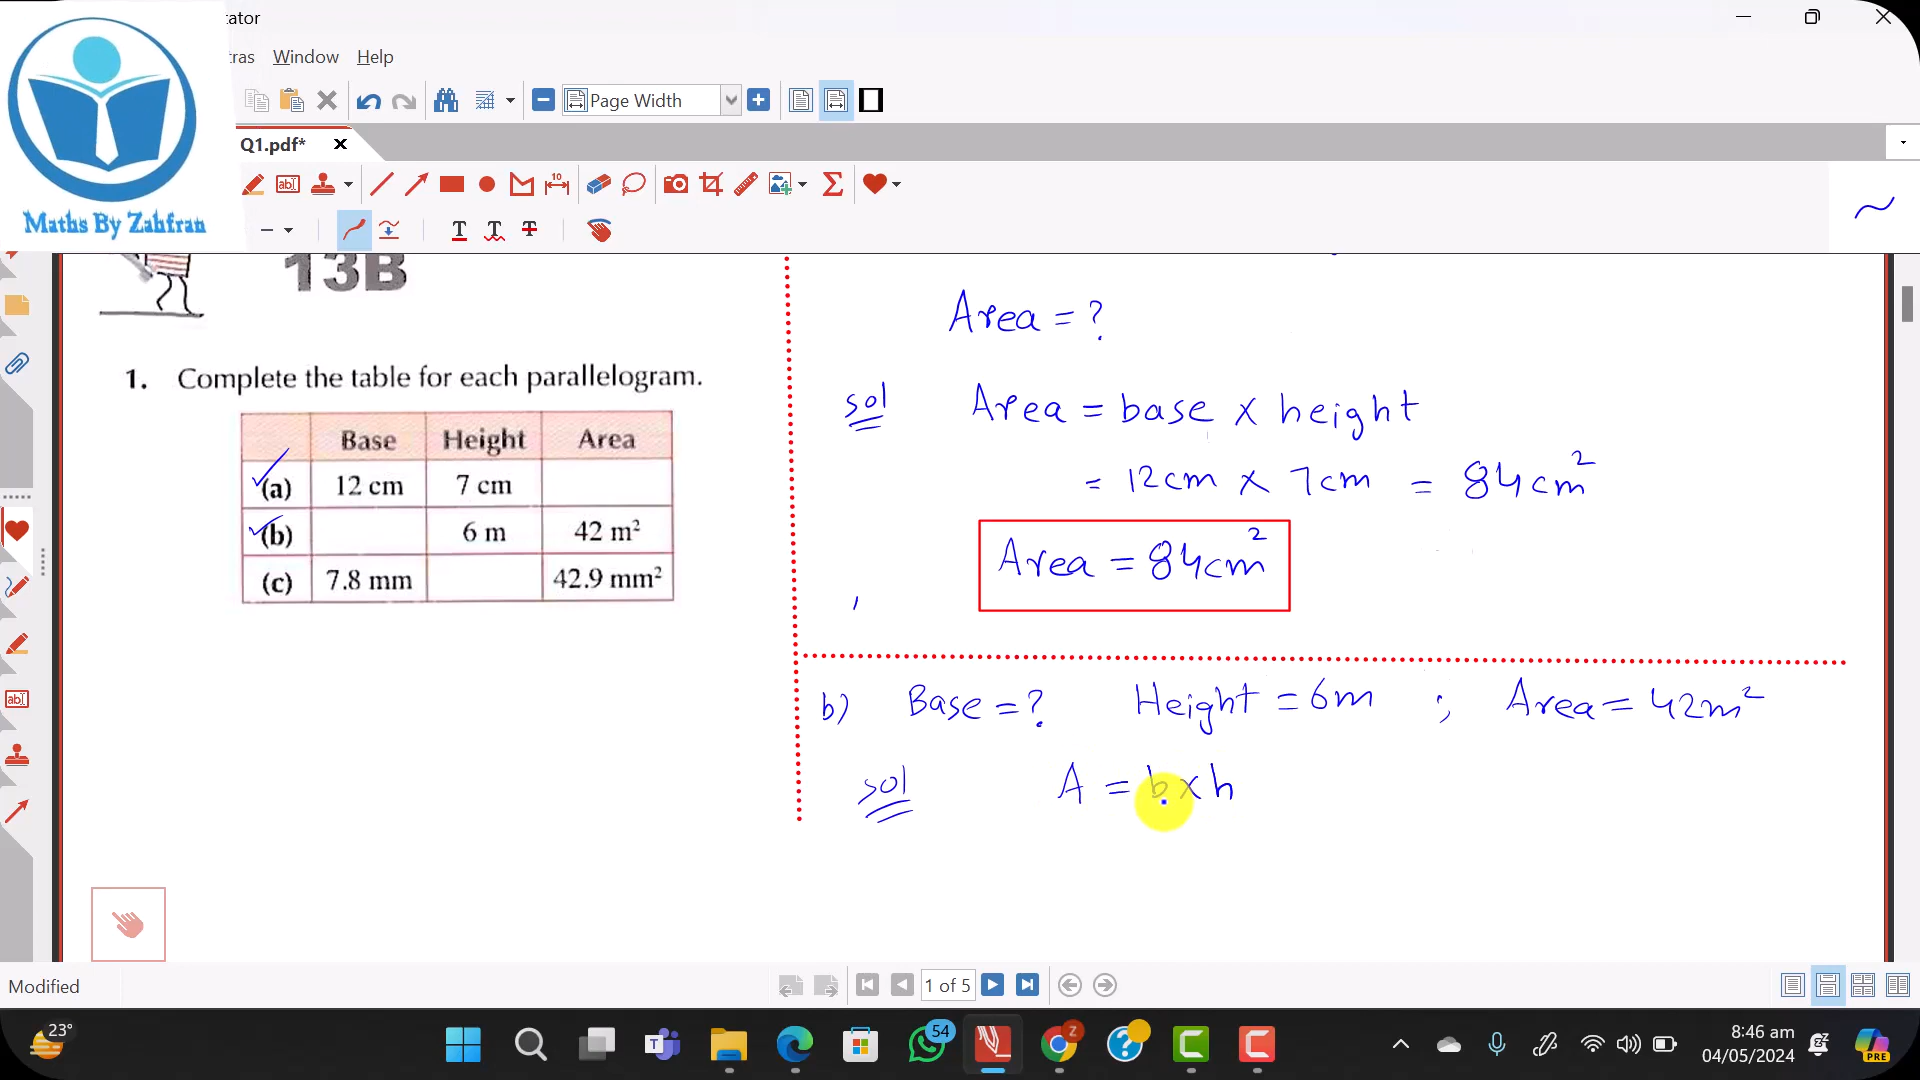 tator
tras Window Help
Page Width
Q1.pdf*
Maths By Zahfran
13B
1. Complete the table for each parallelogram.
Base Height Area
(a) 12 cm 7 cm
(b) 6 m 42 m²
(c) 7.8 mm 42.9 mm²
Area = ?
sol Area = base × height
= 12cm × 7cm = 84cm²
Area = 84cm²
b) Base = ? Height = 6m ; Area = 42m²
sol A = b×h
Modified
1 of 5
23°
54
8:46 am
04/05/2024
PRE